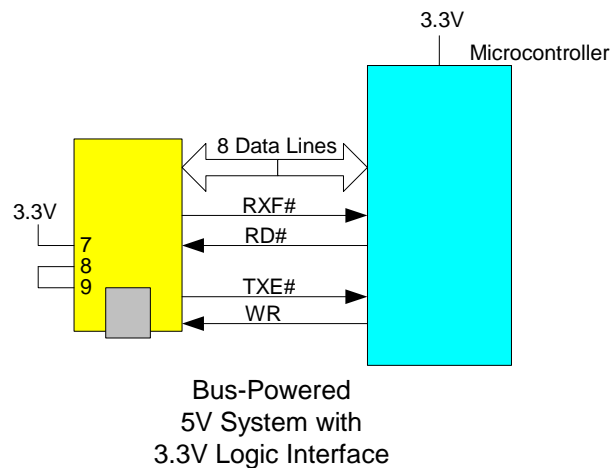 3.3V
Microcontroller
8 Data Lines
RXF#
3.3V
RD#
7
8
9
TXE#
WR
Bus-Powered
5V System with
3.3V Logic Interface